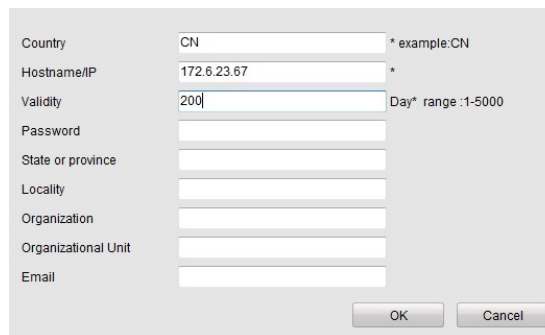 Country CN * example:CN
Hostname/IP 172.6.23.67 *
Validity 200 Day* range :1-5000
Password
State or province
Locality
Organization
Organizational Unit
Email
OK Cancel